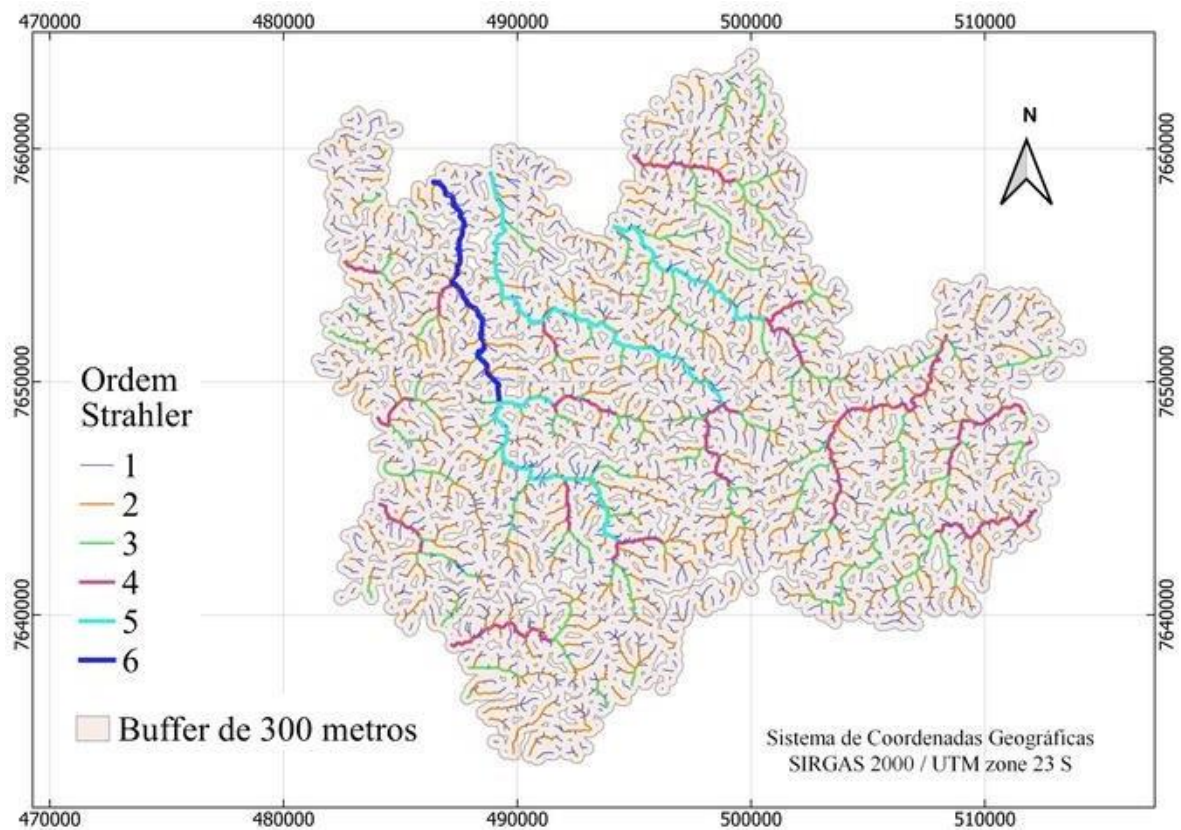 470000 480000 490000 500000 510000
7660000 7660000
N
7650000 7650000
Ordem
Strahler
1
2
3
4
5
6
7640000 7640000
Buffer de 300 metros
Sistema de Coordenadas Geográficas
SIRGAS 2000 / UTM zone 23 S
470000 480000 490000 500000 510000